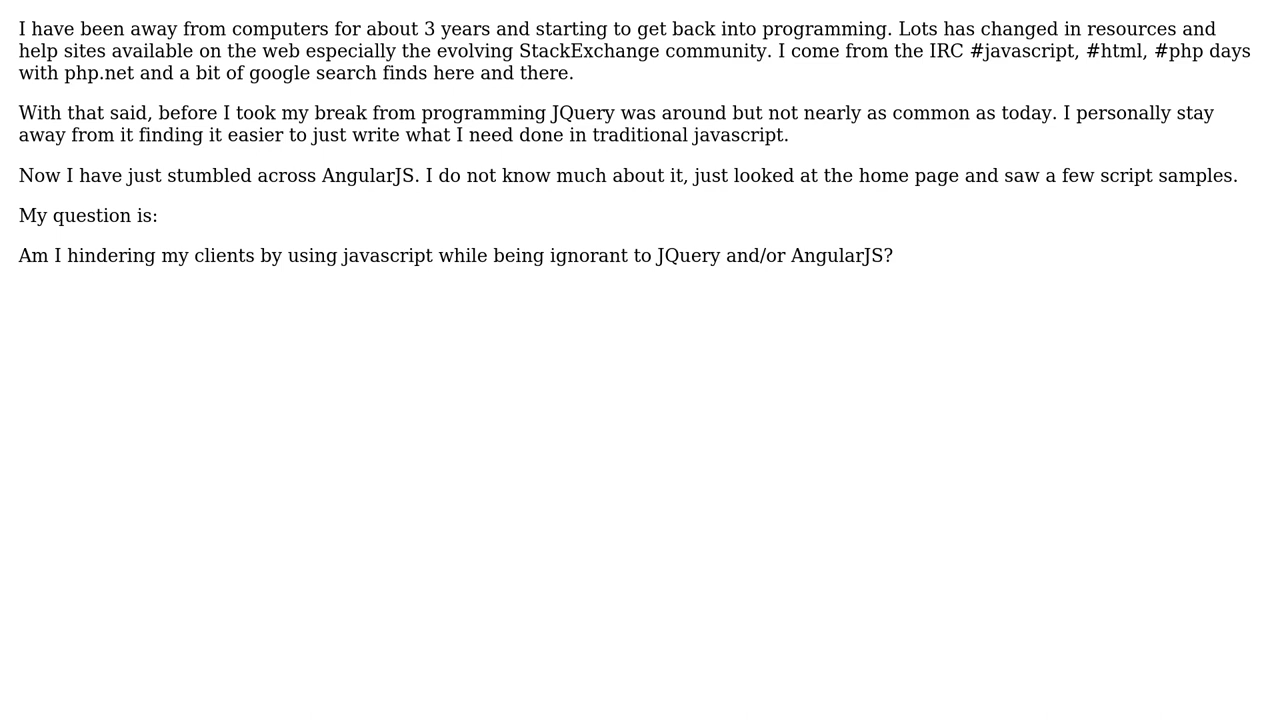 I have been away from computers for about 3 years and starting to get back into programming. Lots has changed in resources and
help sites available on the web especially the evolving StackExchange community. I come from the IRC #javascript, #html, #php days
with php.net and a bit of google search finds here and there.
With that said, before I took my break from programming JQuery was around but not nearly as common as today. I personally stay
away from it finding it easier to just write what I need done in traditional javascript.
Now I have just stumbled across AngularJS. I do not know much about it, just looked at the home page and saw a few script samples.
My question is:
Am I hindering my clients by using javascript while being ignorant to JQuery and/or AngularJS?